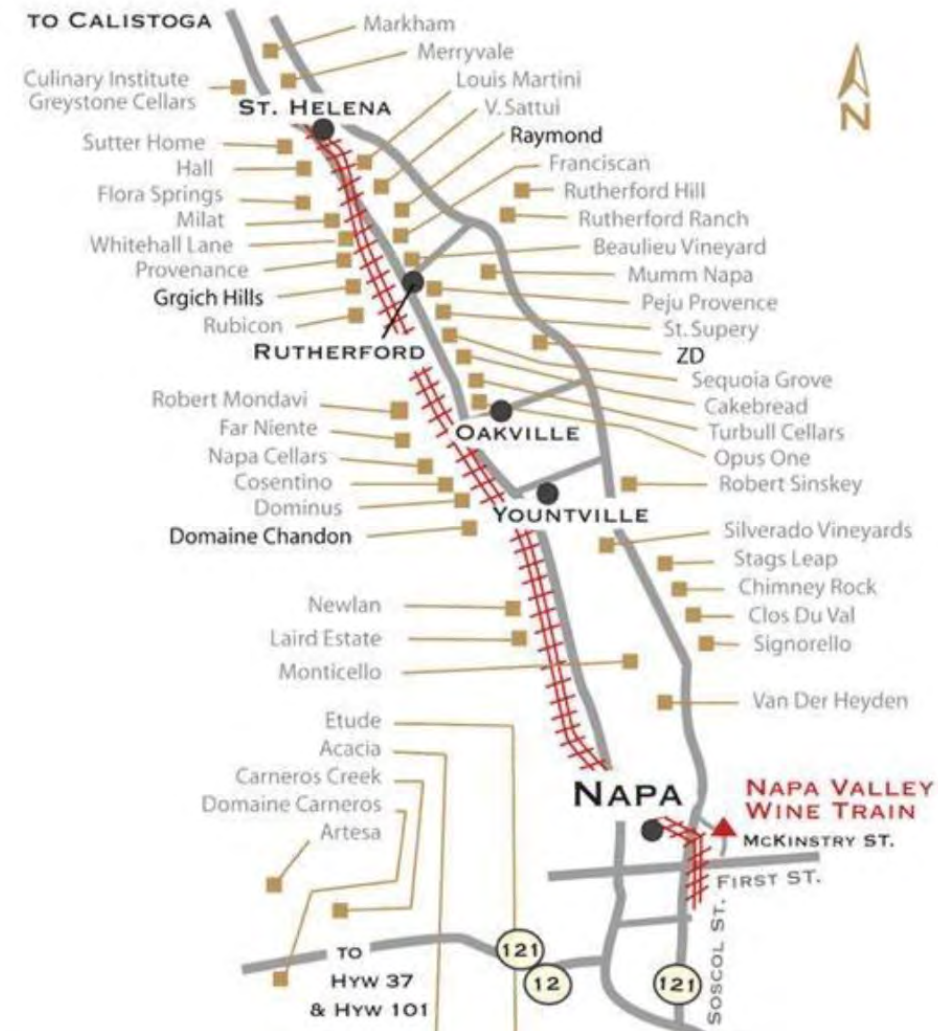 TO CALISTOGA
Markham
Merryvale
Culinary Institute
Greystone Cellars
Louis Martini
ST. HELENA
V. Sattui
Raymond
Sutter Home
Franciscan
Hall
Rutherford Hill
Flora Springs
Rutherford Ranch
Milat
Whitehall Lane
Beaulieu Vineyard
Provenance
Mumm Napa
Grgich Hills
Peju Provence
Rubicon
St. Supery
RUTHERFORD
ZD
Sequoia Grove
Robert Mondavi
Cakebread
Far Niente
OAKVILLE
Turbull Cellars
Napa Cellars
Opus One
Cosentino
Robert Sinskey
Dominus
YOUNTVILLE
Domaine Chandon
Silverado Vineyards
Stags Leap
Chimney Rock
Newlan
Clos Du Val
Laird Estate
Signorello
Monticello
Van Der Heyden
Etude
Acacia
Carneros Creek
NAPA
NAPA VALLEY
WINE TRAIN
Domaine Carneros
Artesa
MCKINSTRY ST.
FIRST ST.
SOSCOL ST.
TO
HYW 37
& HYW 101
121
12
121
N